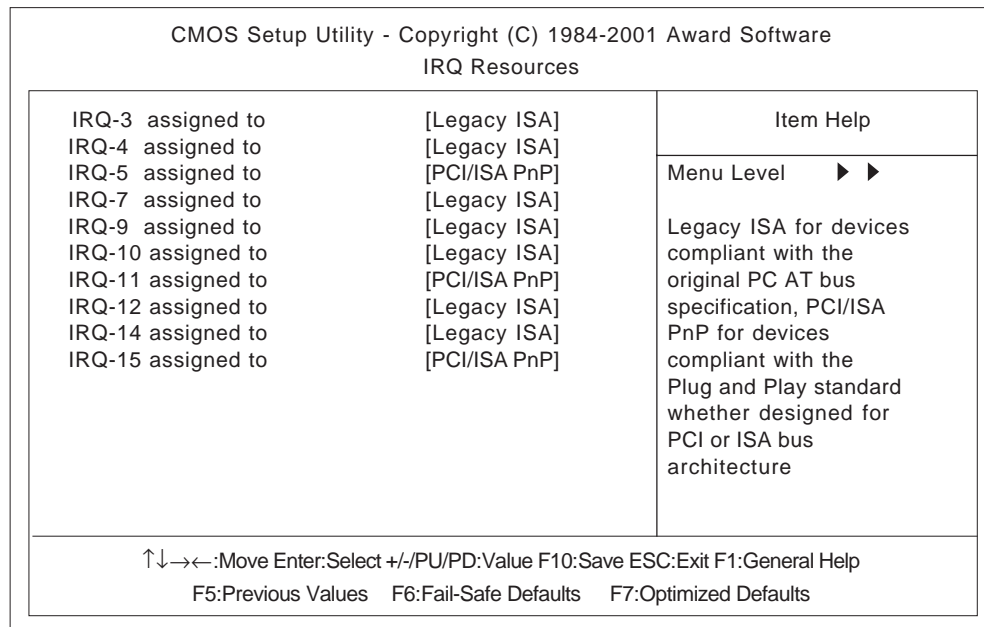 CMOS Setup Utility - Copyright (C) 1984-2001 Award Software
IRQ Resources
IRQ-3 assigned to [Legacy ISA]
IRQ-4 assigned to [Legacy ISA]
IRQ-5 assigned to [PCI/ISA PnP]
IRQ-7 assigned to [Legacy ISA]
IRQ-9 assigned to [Legacy ISA]
IRQ-10 assigned to [Legacy ISA]
IRQ-11 assigned to [PCI/ISA PnP]
IRQ-12 assigned to [Legacy ISA]
IRQ-14 assigned to [Legacy ISA]
IRQ-15 assigned to [PCI/ISA PnP]
Item Help
Menu Level ▶ ▶
Legacy ISA for devices
compliant with the
original PC AT bus
specification, PCI/ISA
PnP for devices
compliant with the
Plug and Play standard
whether designed for
PCI or ISA bus
architecture
↑↓→←:Move Enter:Select +/-/PU/PD:Value F10:Save ESC:Exit F1:General Help
F5:Previous Values F6:Fail-Safe Defaults F7:Optimized Defaults